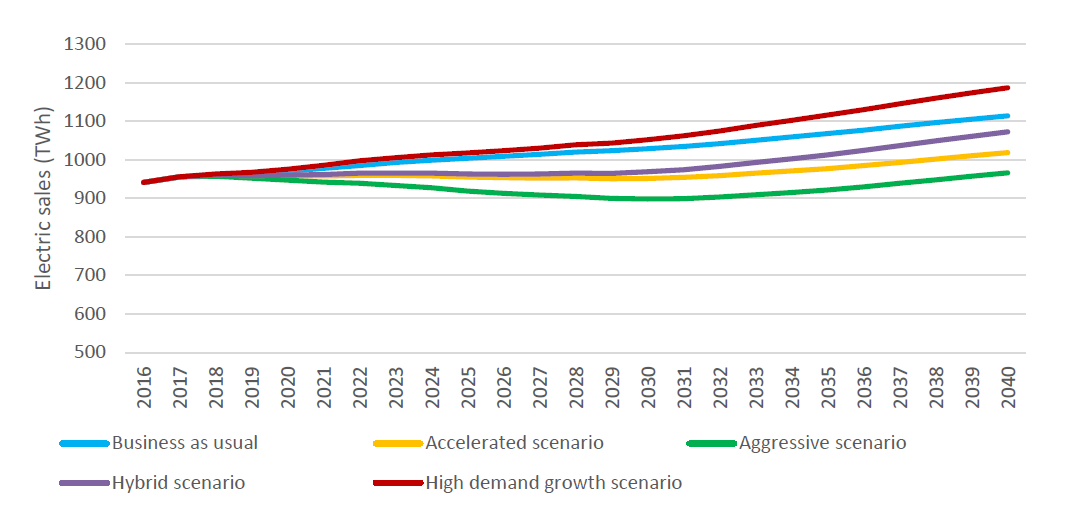 Electric sales (TWh)
1300
1200
1100
1000
900
800
700
600
500
2016 2017 2018 2019 2020 2021 2022 2023 2024 2025 2026 2027 2028 2029 2030 2031 2032 2033 2034 2035 2036 2037 2038 2039 2040
Business as usual Accelerated scenario Aggressive scenario
Hybrid scenario High demand growth scenario